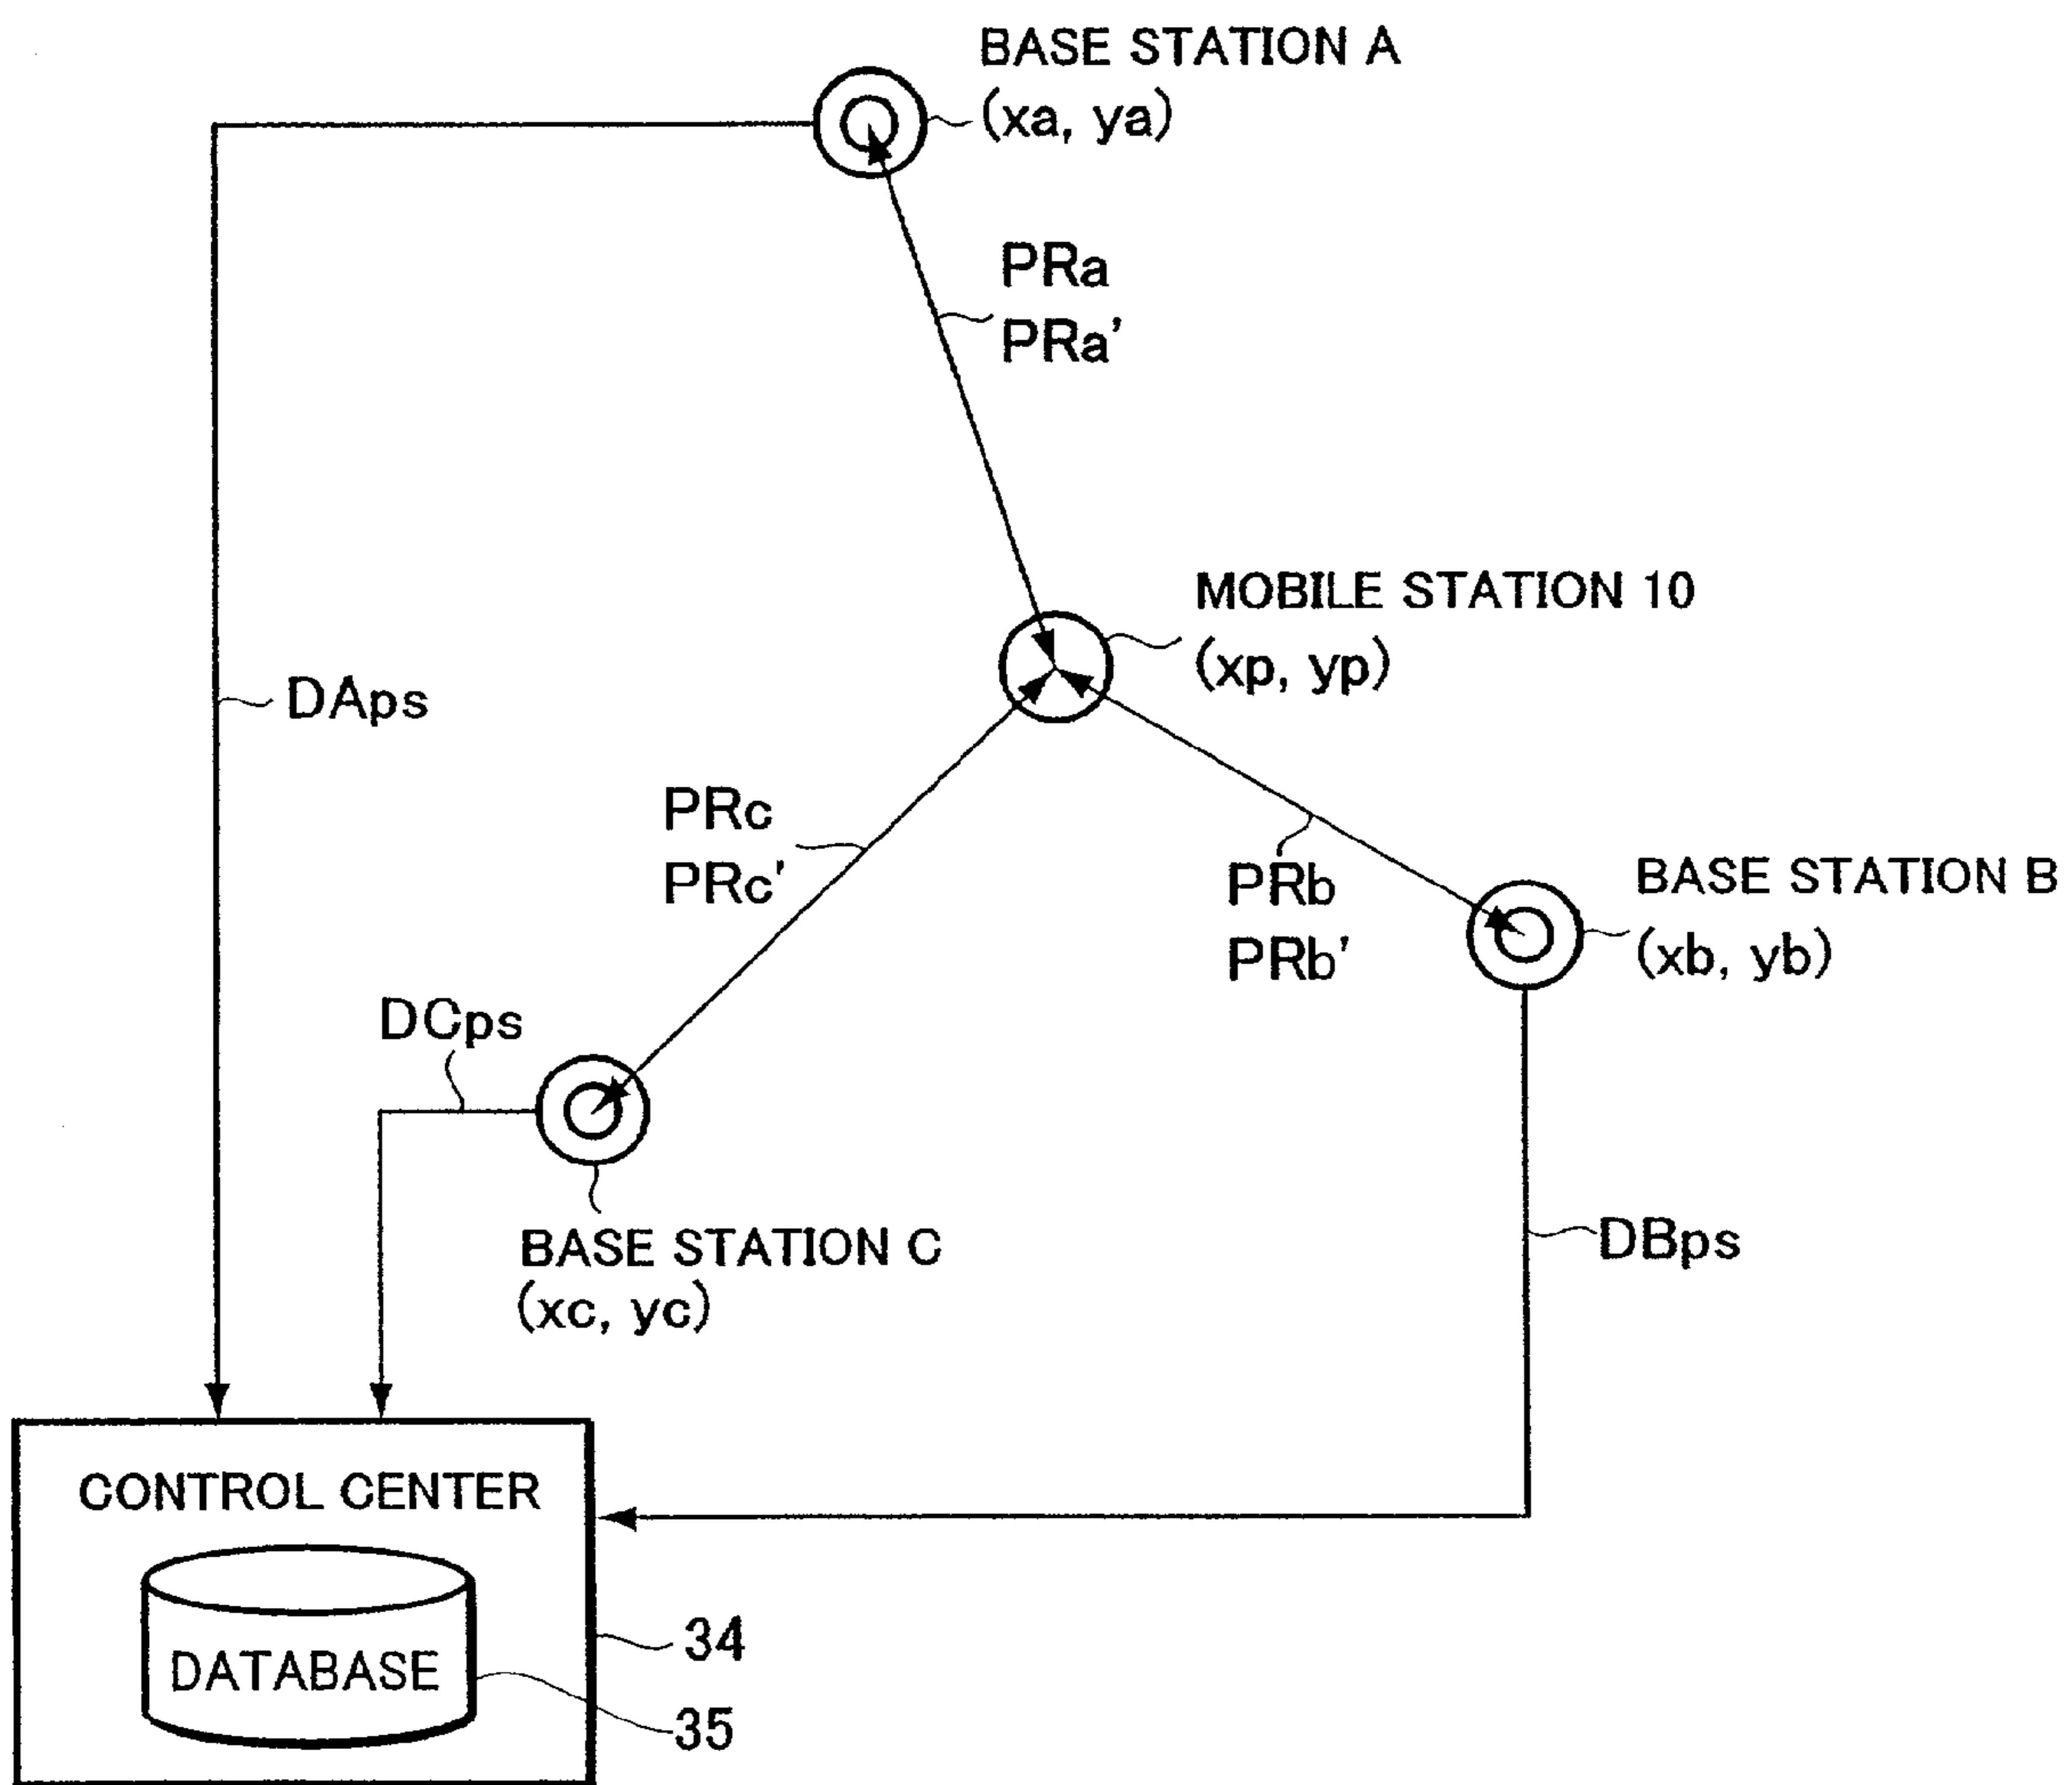 BASE STATION A
(xa, ya)
PRa
PRa'
MOBILE STATION 10
(xp, yp)
DAps
PRc
PRc'
PRb
PRb'
BASE STATION B
(xb, yb)
DCps
BASE STATION C
(xc, yc)
DBps
CONTROL CENTER
DATABASE
34
35